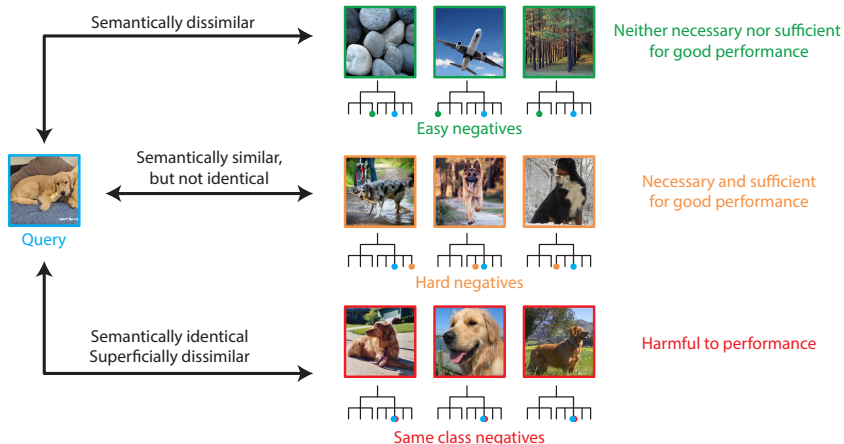 Semantically dissimilar
Neither necessary nor sufficient
for good performance
Easy negatives
Semantically similar,
but not identical
Necessary and sufficient
for good performance
Query
Hard negatives
Semantically identical
Superficially dissimilar
Harmful to performance
Same class negatives